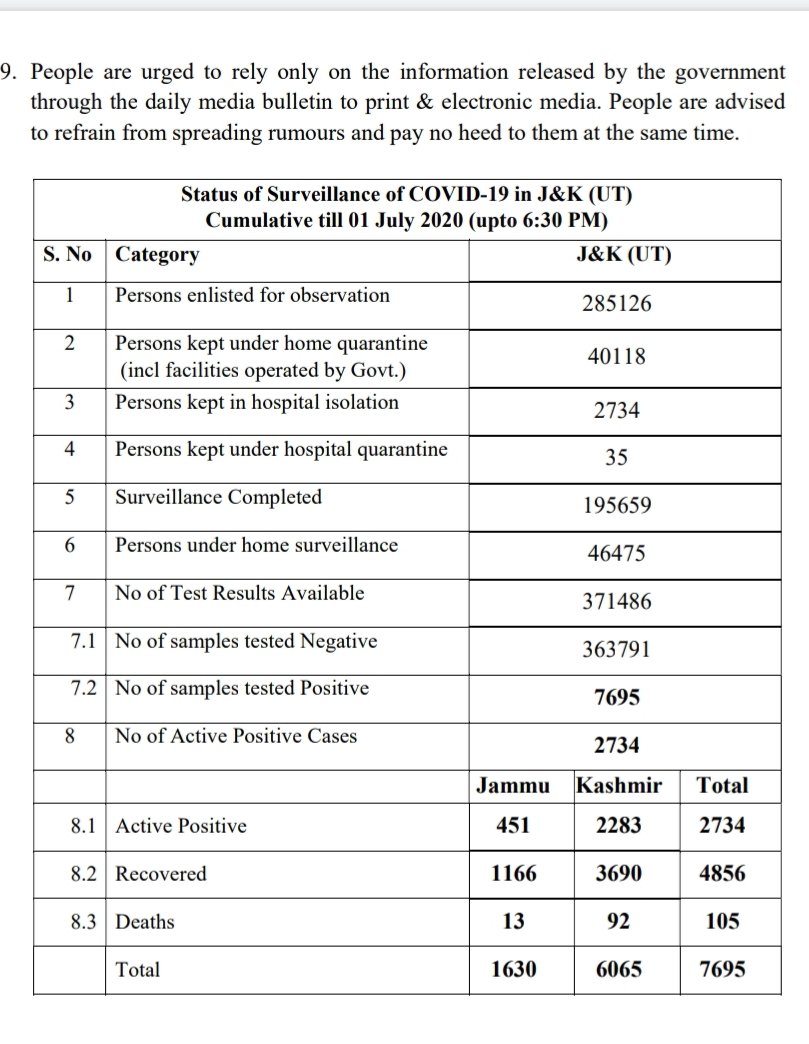 9. People are urged to rely only on the information released by the government
through the daily media bulletin to print & electronic media. People are advised
to refrain from spreading rumours and pay no heed to them at the same time.
Status of Surveillance of COVID-19 in J&K (UT)
Cumulative till 01 July 2020 (upto 6:30 PM)
S. No Category J&K (UT)
1 Persons enlisted for observation 285126
2 Persons kept under home quarantine
(incl facilities operated by Govt.) 40118
3 Persons kept in hospital isolation 2734
4 Persons kept under hospital quarantine 35
5 Surveillance Completed 195659
6 Persons under home surveillance 46475
7 No of Test Results Available 371486
7.1 No of samples tested Negative 363791
7.2 No of samples tested Positive 7695
8 No of Active Positive Cases 2734
Jammu Kashmir Total
8.1 Active Positive 451 2283 2734
8.2 Recovered 1166 3690 4856
8.3 Deaths 13 92 105
Total 1630 6065 7695